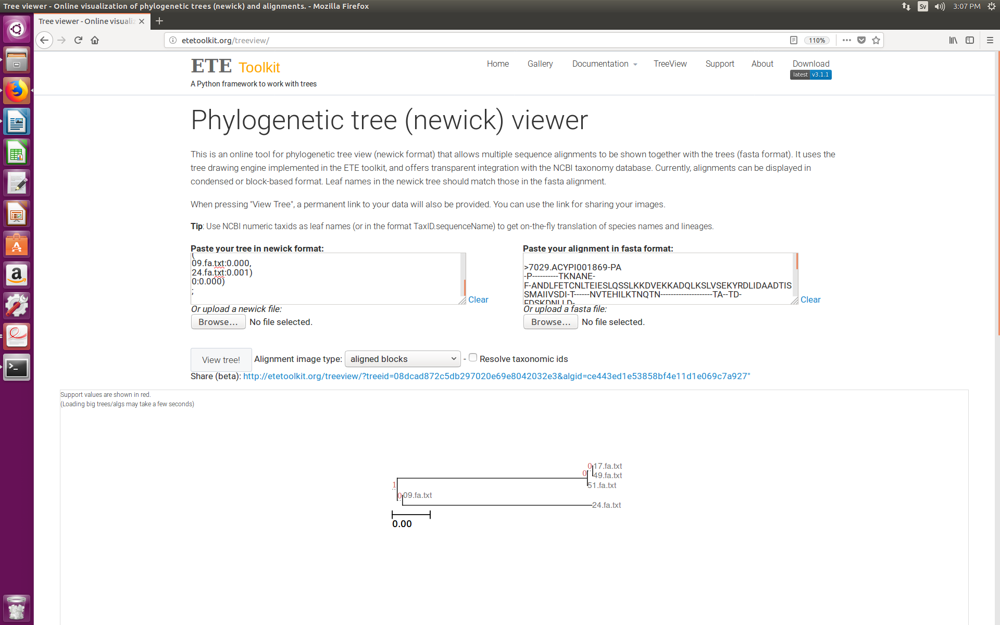 Tree viewer - Online visualization of phylogenetic trees (newick) and alignments. - Mozilla Firefox
Sv
3:07 PM
Tree viewer - Online visualiz
etetoolkit.org/treeview/
110%
ETE Toolkit
A Python framework to work with trees
Home
Gallery
Documentation
TreeView
Support
About
Download
latest v3.1.1
Phylogenetic tree (newick) viewer
This is an online tool for phylogenetic tree view (newick format) that allows multiple sequence alignments to be shown together with the trees (fasta format). It uses the
tree drawing engine implemented in the ETE toolkit, and offers transparent integration with the NCBI taxonomy database. Currently, alignments can be displayed in
condensed or block-based format. Leaf names in the newick tree should match those in the fasta alignment.
When pressing "View Tree", a permanent link to your data will also be provided. You can use the link for sharing your images.
Tip: Use NCBI numeric taxids as leaf names (or in the format TaxID.sequenceName) to get on-the-fly translation of species names and lineages.
Paste your tree in newick format:
(
09.fa.txt:0.000,
24.fa.txt:0.001)
0:0.000)
;
Clear
Or upload a newick file:
Browse... No file selected.
Paste your alignment in fasta format:
>7029.ACYPI001869-PA
-P----------TKNANE-
F-ANDLFETCNLTEIESLQSSLKKDVEKKADQLKSLVSEKYRDLIDAADTIS
SMAIIVSDI-T------NVTEHILKTNQTN--------------------TA--TD-
FDSKDNLLD-
Clear
Or upload a fasta file:
Browse... No file selected.
View tree!
Alignment image type: aligned blocks - Resolve taxonomic ids
Share (beta): http://etetoolkit.org/treeview/?treeid=08dcad872c5db297020e69e8042032e3&algid=ce443ed1e53858bf4e11d1e069c7a927"
Support values are shown in red.
(Loading big trees/algs may take a few seconds)
0 17.fa.txt
0 49.fa.txt
51.fa.txt
1
0 09.fa.txt
24.fa.txt
0.00